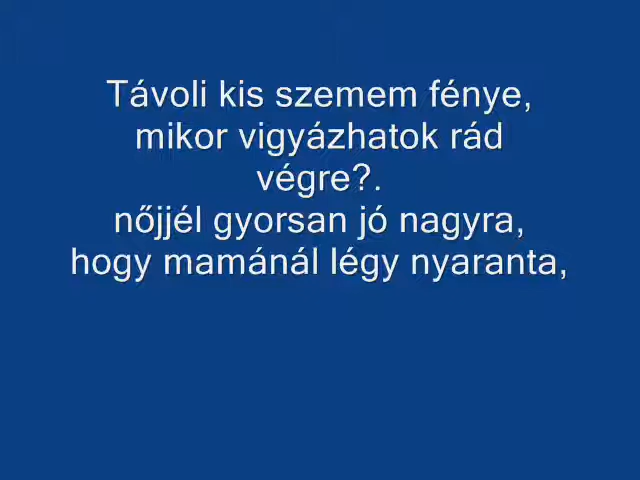 Távoli kis szemem fénye,
mikor vigyázhatok rád
végre?.
nőjjél gyorsan jó nagyra,
hogy mamánál légy nyaranta,